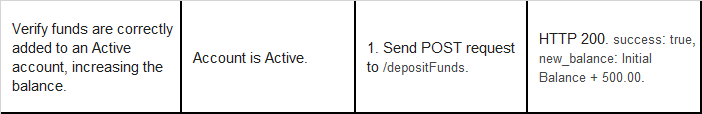 Verify funds are correctly
added to an Active
account, increasing the
balance.
Account is Active.
1. Send POST request
to /depositFunds.
HTTP 200. success: true,
new_balance: Initial
Balance + 500.00.